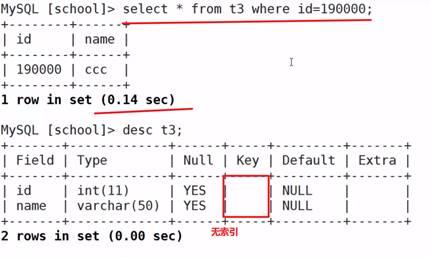 MySQL [school]> select * from t3 where id=190000;
+--------+------+
| id     | name |
+--------+------+
| 190000 | ccc  |
+--------+------+
1 row in set (0.14 sec)
MySQL [school]> desc t3;
+-------+-------------+------+-----+---------+-------+
| Field | Type        | Null | Key | Default | Extra |
+-------+-------------+------+-----+---------+-------+
| id    | int(11)     | YES  |     | NULL    |       |
| name  | varchar(50) | YES  |     | NULL    |       |
+-------+-------------+------+-----+---------+-------+
2 rows in set (0.00 sec)
无索引